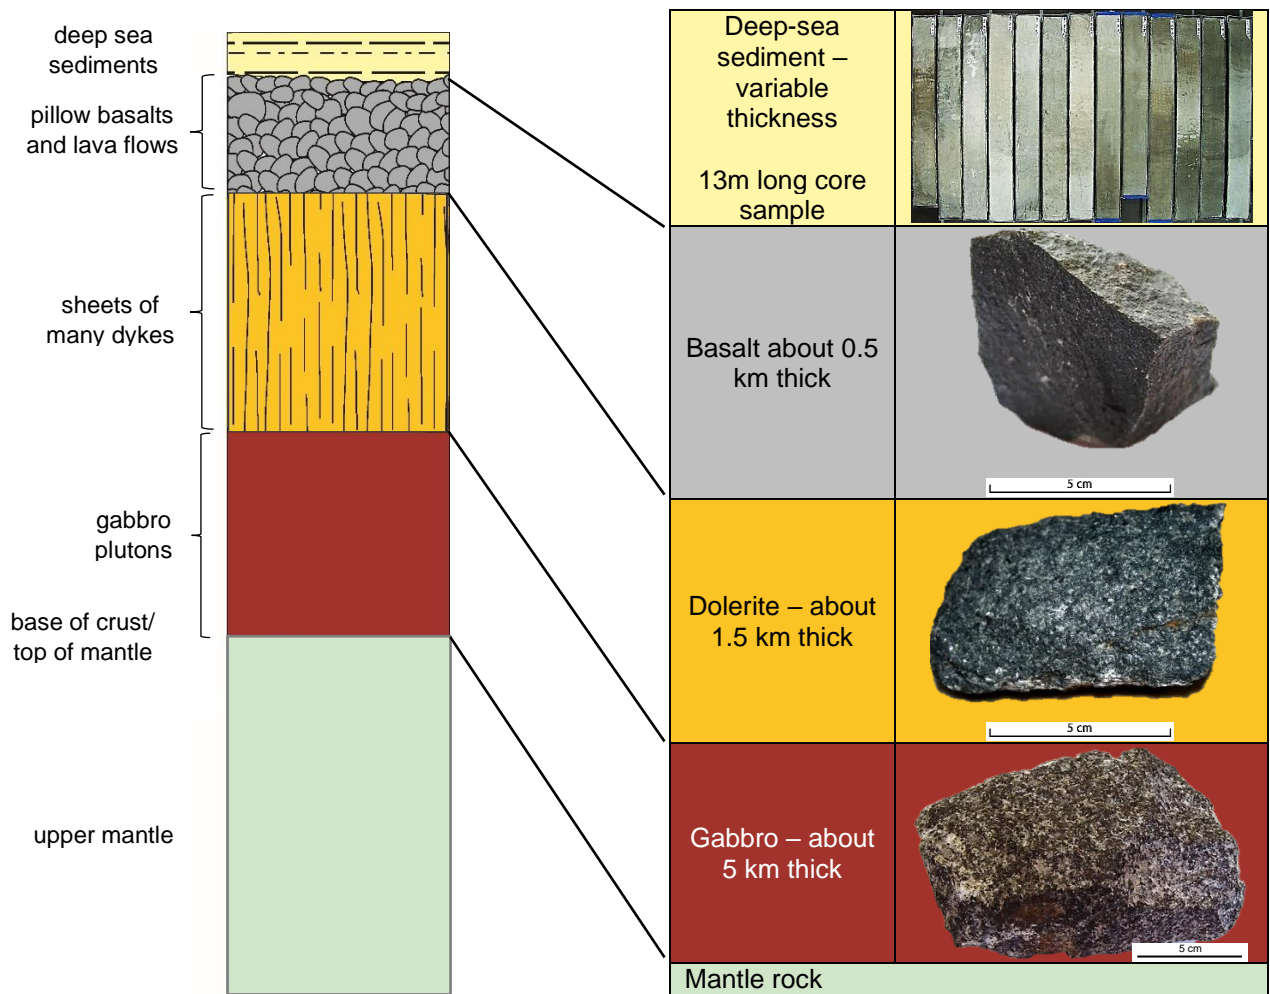 deep sea
sediments
pillow basalts
and lava flows
sheets of
many dykes
gabbro
plutons
base of crust/
top of mantle
upper mantle
Deep-sea
sediment –
variable
thickness
13m long core
sample
Basalt about 0.5
km thick
5 cm
Dolerite – about
1.5 km thick
5 cm
Gabbro – about
5 km thick
5 cm
Mantle rock